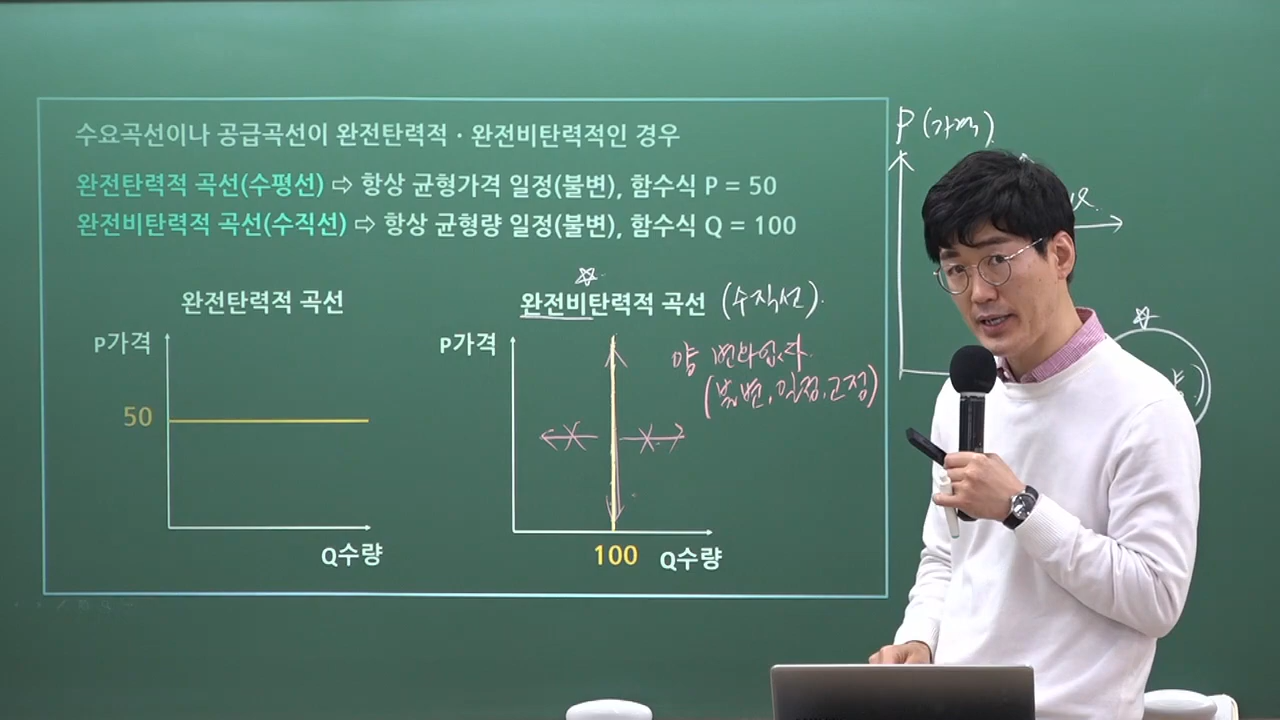 수요곡선이나 공급곡선이 완전탄력적 · 완전비탄력적인 경우
완전탄력적 곡선(수평선) ⇨ 항상 균형가격 일정(불변), 함수식 P = 50
완전비탄력적 곡선(수직선) ⇨ 항상 균형량 일정(불변), 함수식 Q = 100
완전탄력적 곡선
P가격
50
Q수량
완전비탄력적 곡선 (수직선).
P가격
양 변화 없다.
(불변, 일정, 고정)
100 Q수량
P (가격)